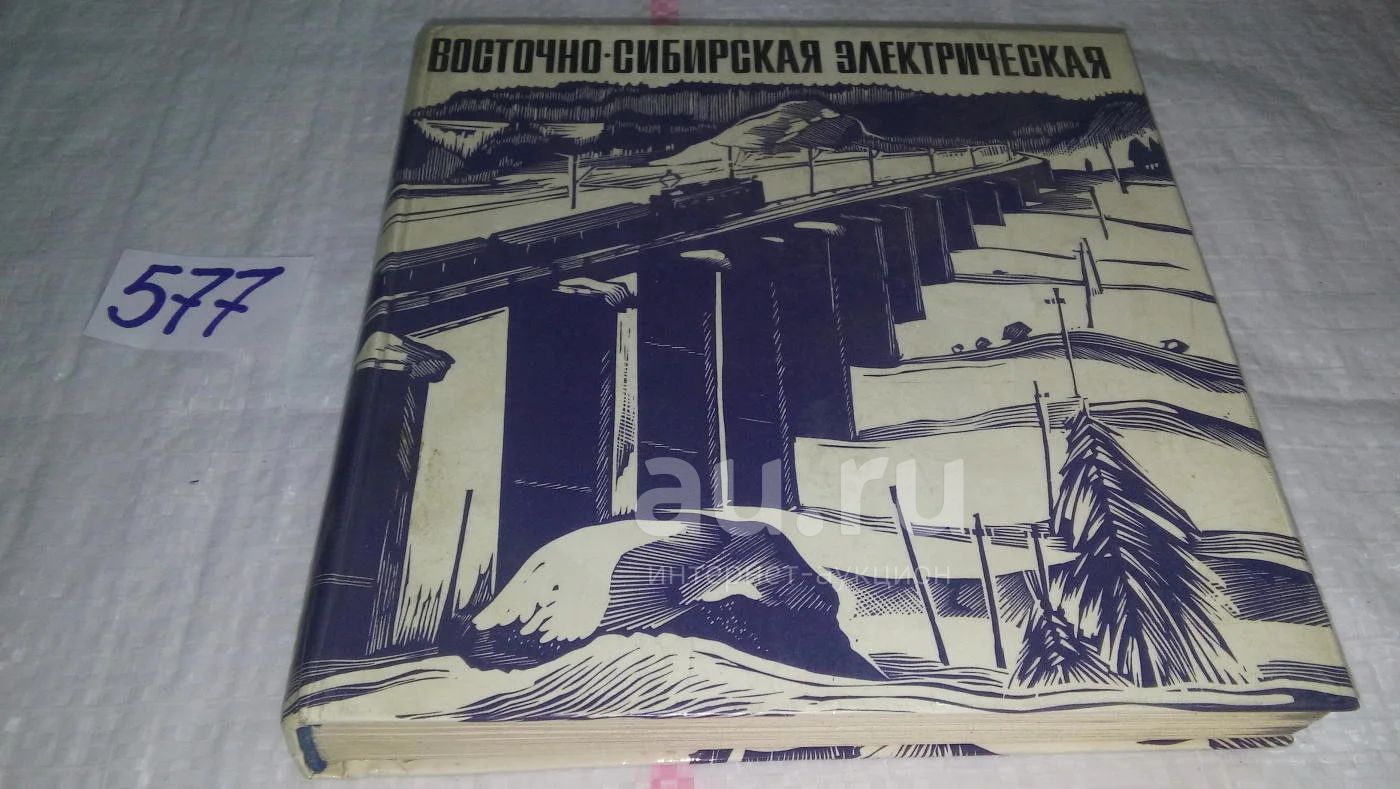 ВОСТОЧНО-СИБИРСКАЯ ЭЛЕКТРИЧЕСКАЯ
577
au.ru
интернет-аукцион